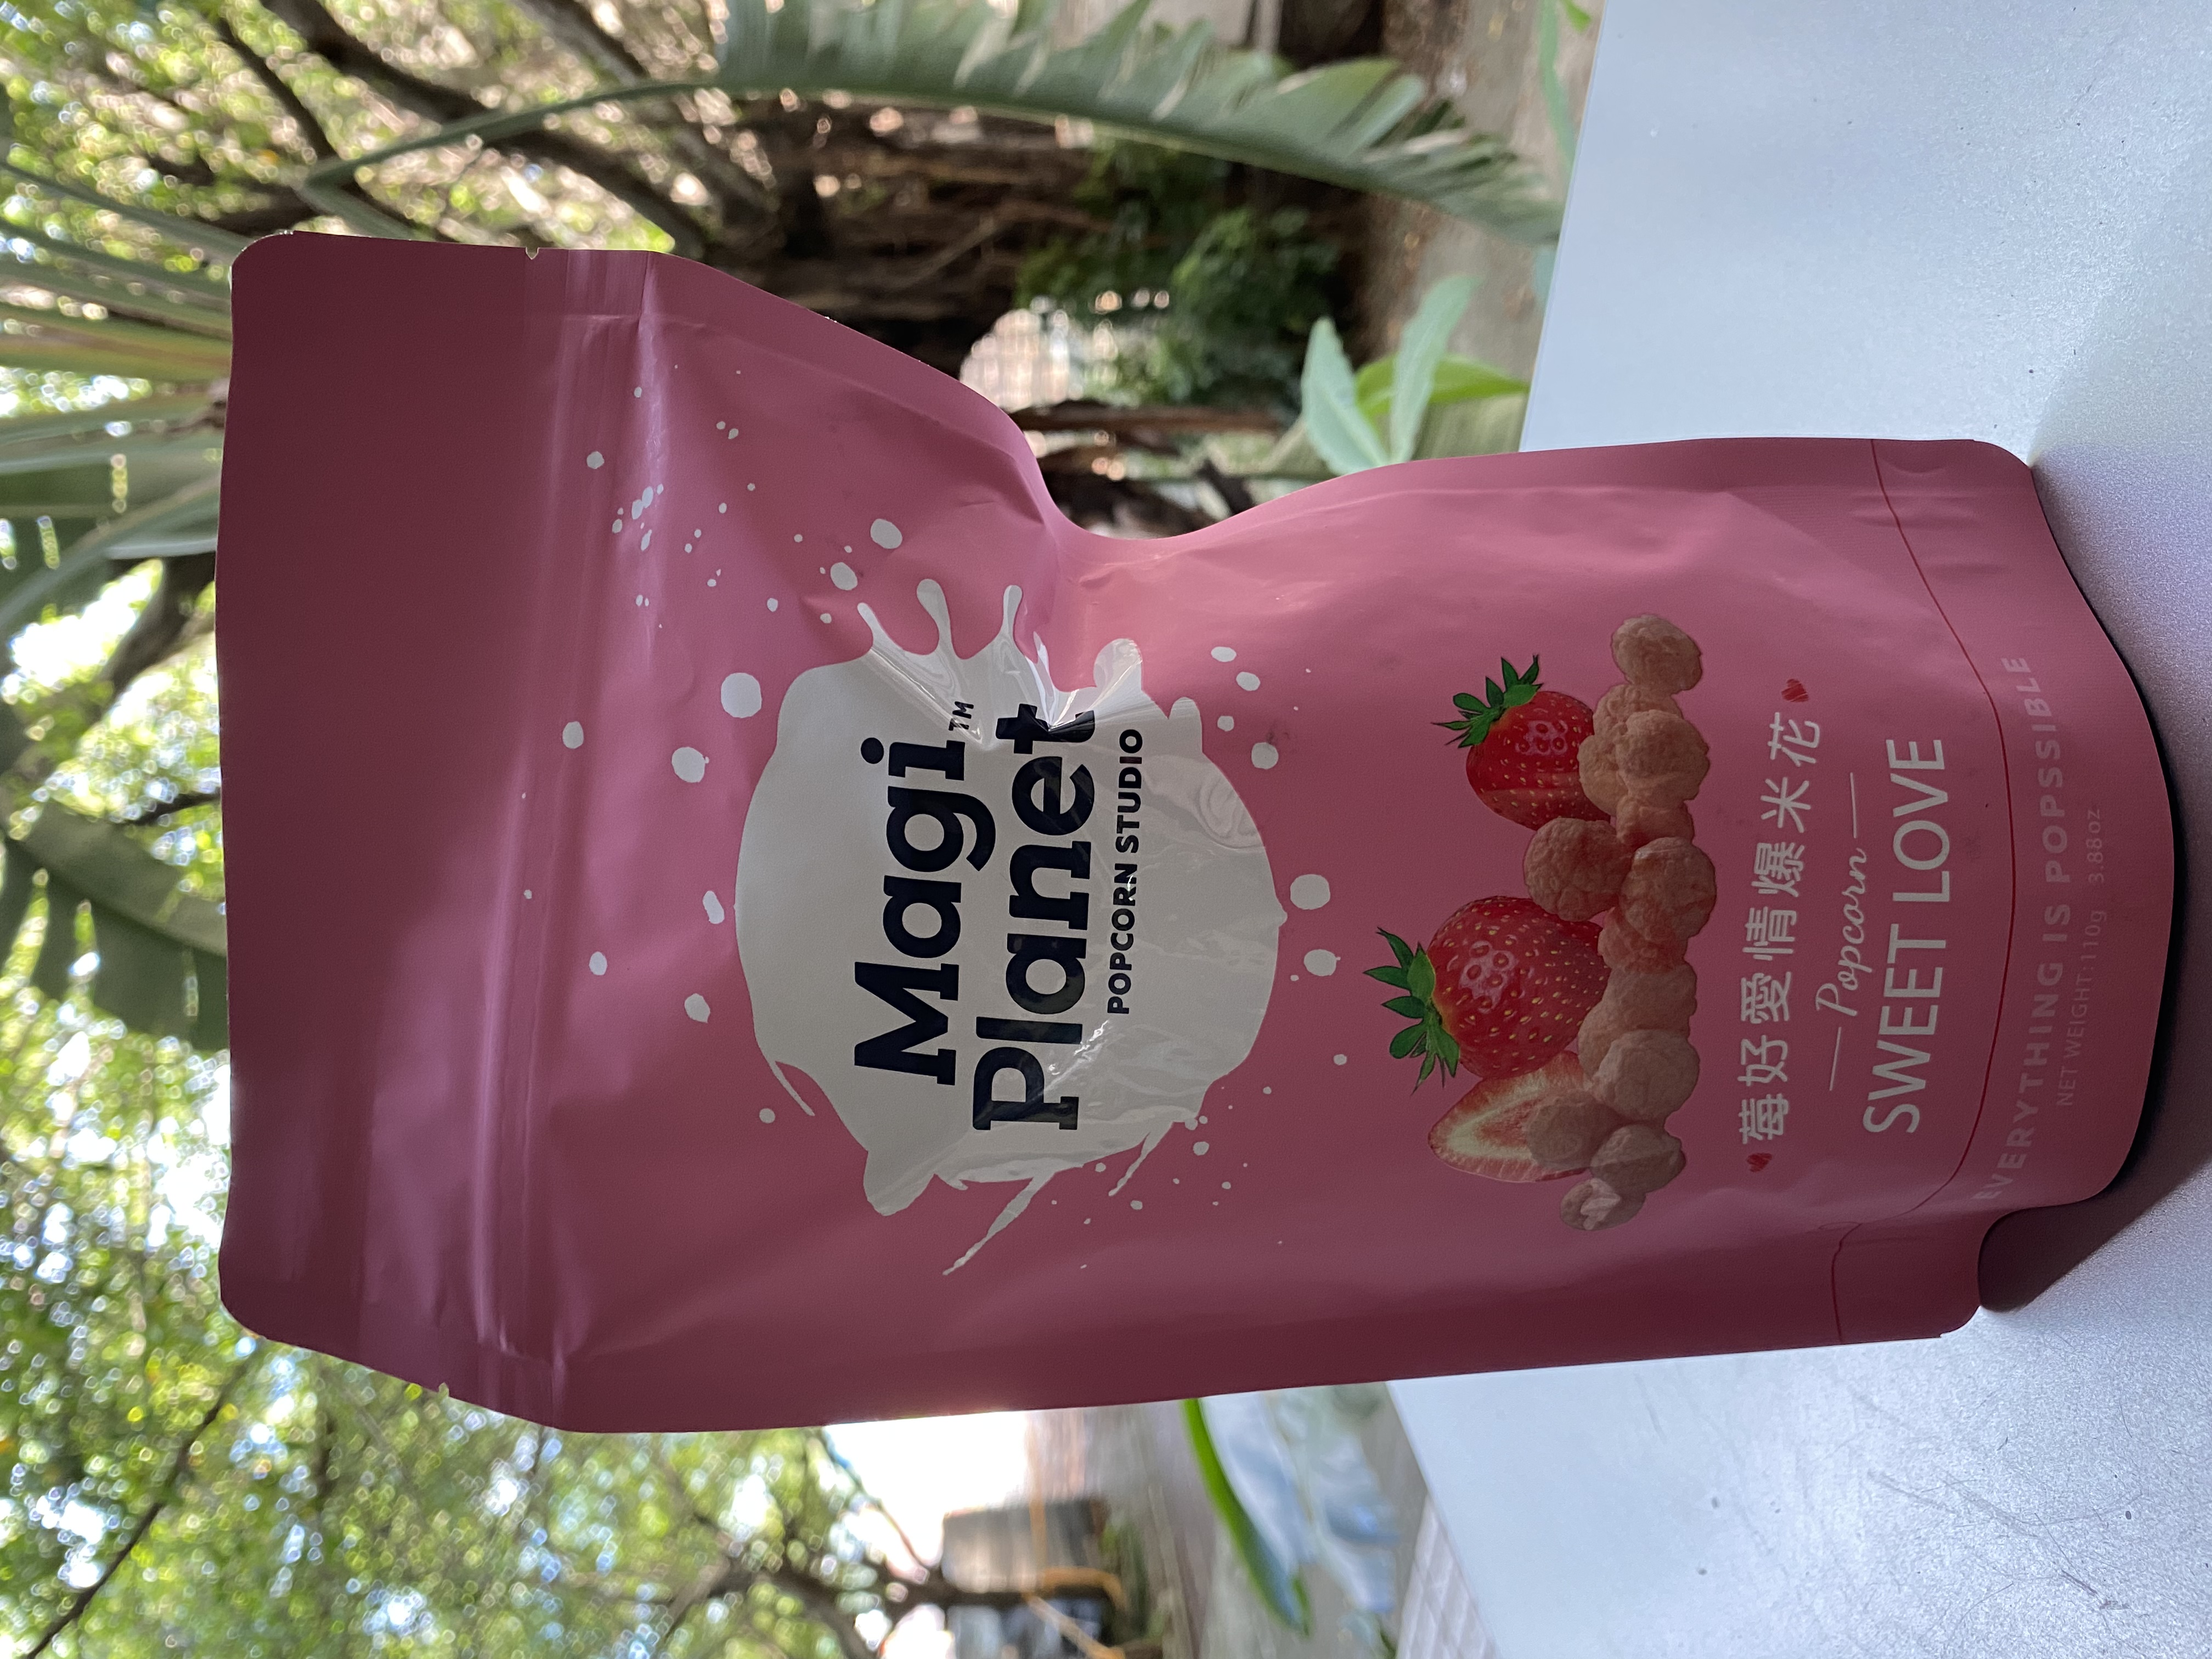 Magi™
Planet
POPCORN STUDIO
莓好愛情爆米花
Popcorn
SWEET LOVE
EVERYTHING IS POPSSIBLE
NET WEIGHT:110g 3.88oz